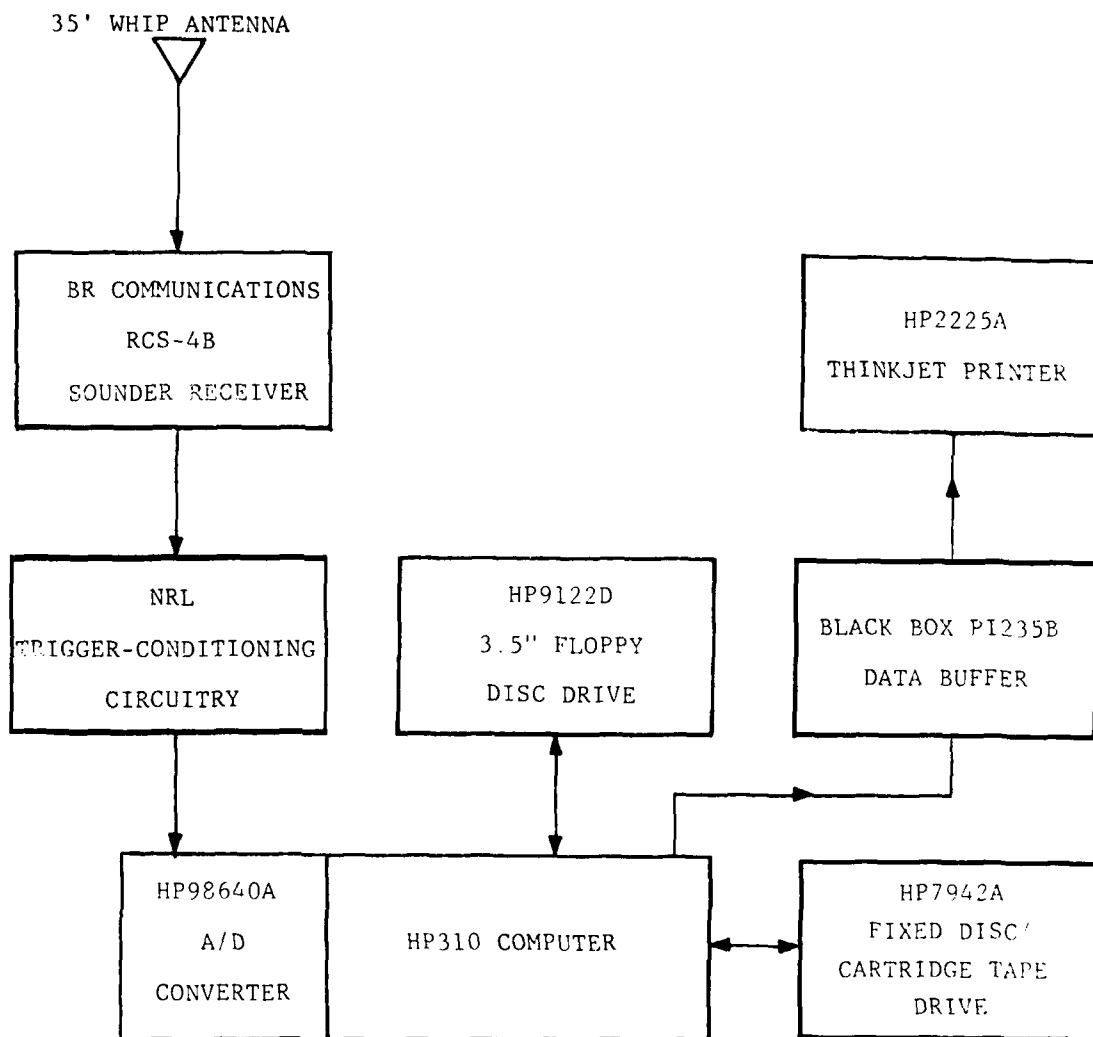 35' WHIP ANTENNA
BR COMMUNICATIONS
RCS-4B
SOUNDER RECEIVER
HP2225A
THINKJET PRINTER
NRL
TRIGGER-CONDITIONING
CIRCUITRY
HP9122D
3.5" FLOPPY
DISC DRIVE
BLACK BOX PI235B
DATA BUFFER
HP98640A
A/D
CONVERTER
HP310 COMPUTER
HP7942A
FIXED DISC/
CARTRIDGE TAPE
DRIVE